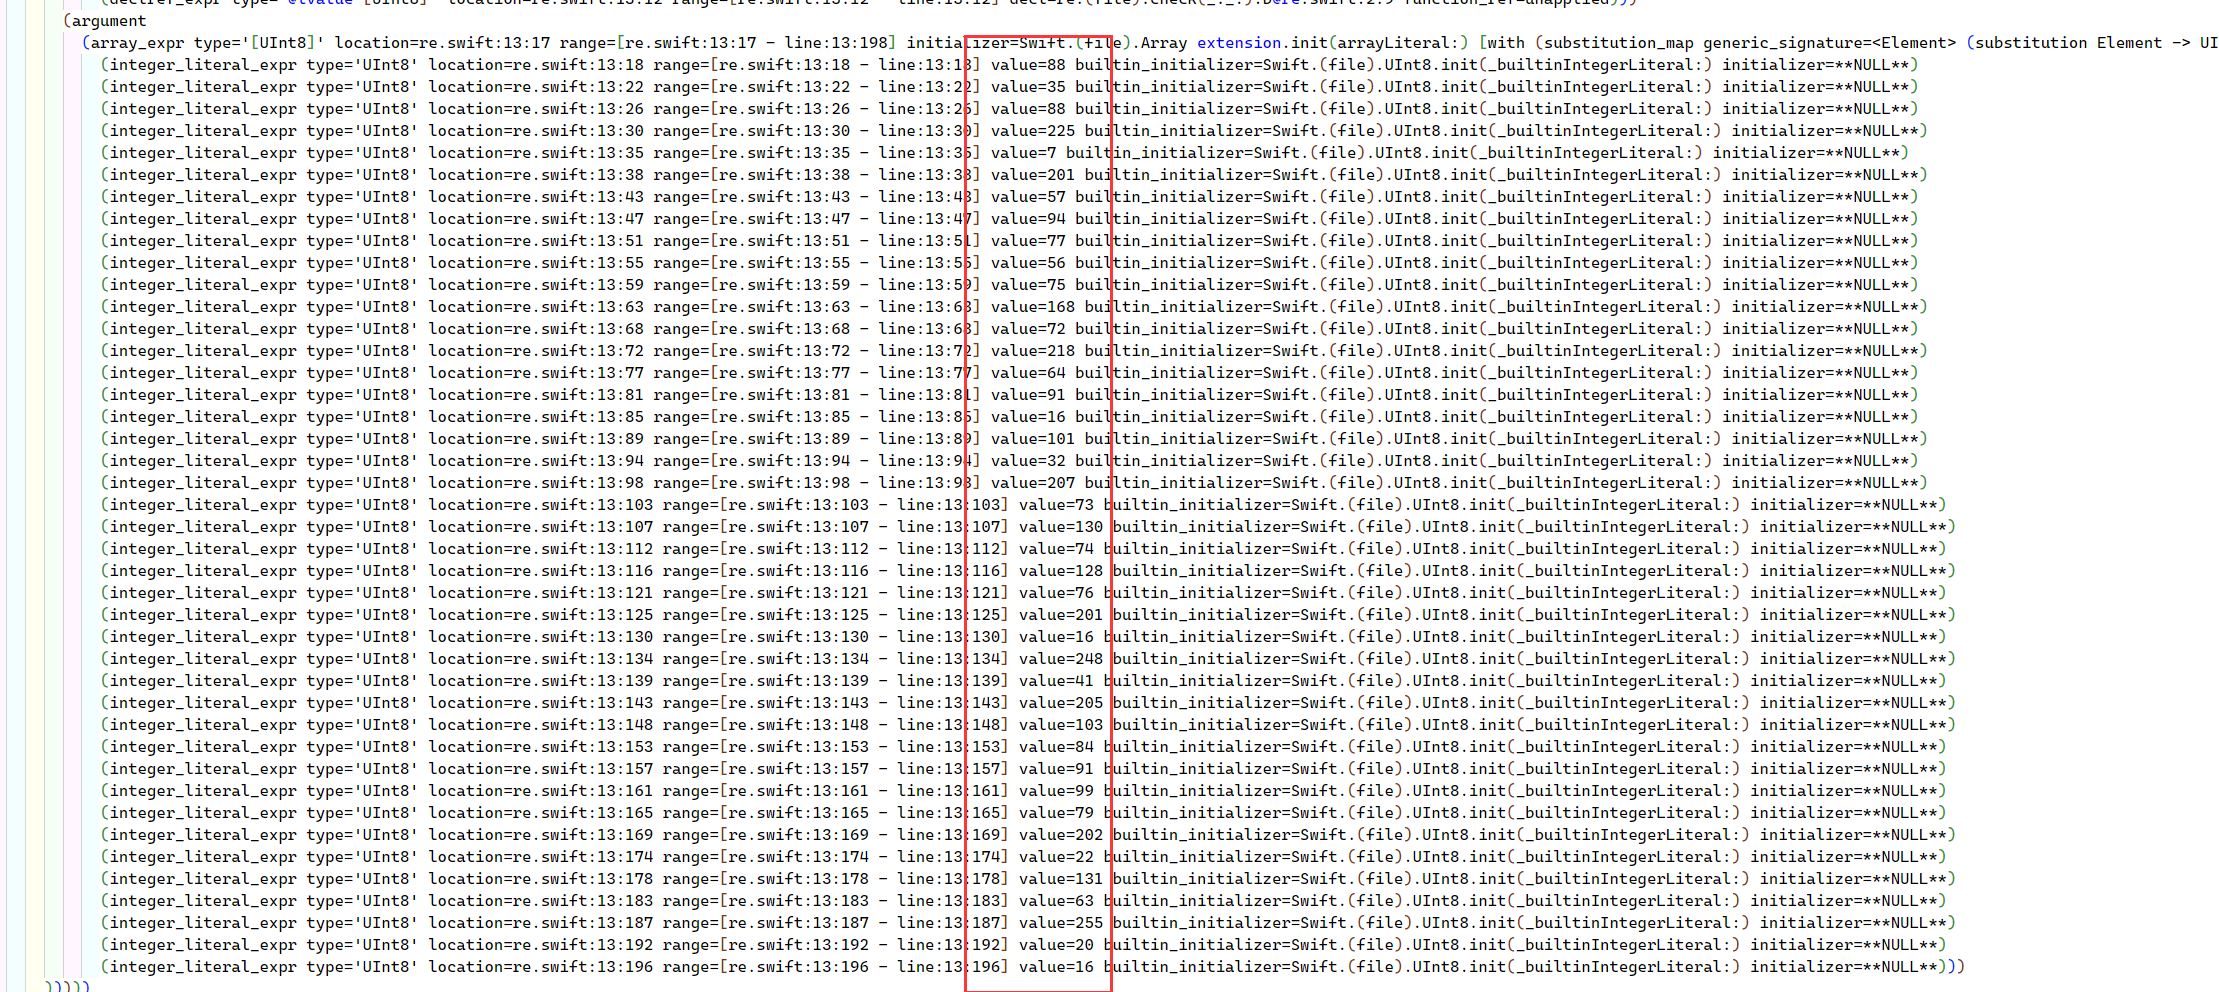 (declref_expr type='@lvalue [UInt8]' location=re.swift:13:12 range=[re.swift:13:12 - line:13:12] decl=re.(file).check(_:_:).b@re.swift:2:9 function_ref=unapplied)))
(argument
(array_expr type='[UInt8]' location=re.swift:13:17 range=[re.swift:13:17 - line:13:198] initializer=Swift.(file).Array extension.init(arrayLiteral:) [with (substitution_map generic_signature=<Element> (substitution Element -> UI
(integer_literal_expr type='UInt8' location=re.swift:13:18 range=[re.swift:13:18 - line:13:18] value=88 builtin_initializer=Swift.(file).UInt8.init(_builtinIntegerLiteral:) initializer=**NULL**)
(integer_literal_expr type='UInt8' location=re.swift:13:22 range=[re.swift:13:22 - line:13:22] value=35 builtin_initializer=Swift.(file).UInt8.init(_builtinIntegerLiteral:) initializer=**NULL**)
(integer_literal_expr type='UInt8' location=re.swift:13:26 range=[re.swift:13:26 - line:13:26] value=88 builtin_initializer=Swift.(file).UInt8.init(_builtinIntegerLiteral:) initializer=**NULL**)
(integer_literal_expr type='UInt8' location=re.swift:13:30 range=[re.swift:13:30 - line:13:30] value=225 builtin_initializer=Swift.(file).UInt8.init(_builtinIntegerLiteral:) initializer=**NULL**)
(integer_literal_expr type='UInt8' location=re.swift:13:35 range=[re.swift:13:35 - line:13:35] value=7 builtin_initializer=Swift.(file).UInt8.init(_builtinIntegerLiteral:) initializer=**NULL**)
(integer_literal_expr type='UInt8' location=re.swift:13:38 range=[re.swift:13:38 - line:13:38] value=201 builtin_initializer=Swift.(file).UInt8.init(_builtinIntegerLiteral:) initializer=**NULL**)
(integer_literal_expr type='UInt8' location=re.swift:13:43 range=[re.swift:13:43 - line:13:43] value=57 builtin_initializer=Swift.(file).UInt8.init(_builtinIntegerLiteral:) initializer=**NULL**)
(integer_literal_expr type='UInt8' location=re.swift:13:47 range=[re.swift:13:47 - line:13:47] value=94 builtin_initializer=Swift.(file).UInt8.init(_builtinIntegerLiteral:) initializer=**NULL**)
(integer_literal_expr type='UInt8' location=re.swift:13:51 range=[re.swift:13:51 - line:13:51] value=77 builtin_initializer=Swift.(file).UInt8.init(_builtinIntegerLiteral:) initializer=**NULL**)
(integer_literal_expr type='UInt8' location=re.swift:13:55 range=[re.swift:13:55 - line:13:55] value=56 builtin_initializer=Swift.(file).UInt8.init(_builtinIntegerLiteral:) initializer=**NULL**)
(integer_literal_expr type='UInt8' location=re.swift:13:59 range=[re.swift:13:59 - line:13:59] value=75 builtin_initializer=Swift.(file).UInt8.init(_builtinIntegerLiteral:) initializer=**NULL**)
(integer_literal_expr type='UInt8' location=re.swift:13:63 range=[re.swift:13:63 - line:13:63] value=168 builtin_initializer=Swift.(file).UInt8.init(_builtinIntegerLiteral:) initializer=**NULL**)
(integer_literal_expr type='UInt8' location=re.swift:13:68 range=[re.swift:13:68 - line:13:68] value=72 builtin_initializer=Swift.(file).UInt8.init(_builtinIntegerLiteral:) initializer=**NULL**)
(integer_literal_expr type='UInt8' location=re.swift:13:72 range=[re.swift:13:72 - line:13:72] value=218 builtin_initializer=Swift.(file).UInt8.init(_builtinIntegerLiteral:) initializer=**NULL**)
(integer_literal_expr type='UInt8' location=re.swift:13:77 range=[re.swift:13:77 - line:13:77] value=64 builtin_initializer=Swift.(file).UInt8.init(_builtinIntegerLiteral:) initializer=**NULL**)
(integer_literal_expr type='UInt8' location=re.swift:13:81 range=[re.swift:13:81 - line:13:81] value=91 builtin_initializer=Swift.(file).UInt8.init(_builtinIntegerLiteral:) initializer=**NULL**)
(integer_literal_expr type='UInt8' location=re.swift:13:85 range=[re.swift:13:85 - line:13:85] value=16 builtin_initializer=Swift.(file).UInt8.init(_builtinIntegerLiteral:) initializer=**NULL**)
(integer_literal_expr type='UInt8' location=re.swift:13:89 range=[re.swift:13:89 - line:13:89] value=101 builtin_initializer=Swift.(file).UInt8.init(_builtinIntegerLiteral:) initializer=**NULL**)
(integer_literal_expr type='UInt8' location=re.swift:13:94 range=[re.swift:13:94 - line:13:94] value=32 builtin_initializer=Swift.(file).UInt8.init(_builtinIntegerLiteral:) initializer=**NULL**)
(integer_literal_expr type='UInt8' location=re.swift:13:98 range=[re.swift:13:98 - line:13:98] value=207 builtin_initializer=Swift.(file).UInt8.init(_builtinIntegerLiteral:) initializer=**NULL**)
(integer_literal_expr type='UInt8' location=re.swift:13:103 range=[re.swift:13:103 - line:13:103] value=73 builtin_initializer=Swift.(file).UInt8.init(_builtinIntegerLiteral:) initializer=**NULL**)
(integer_literal_expr type='UInt8' location=re.swift:13:107 range=[re.swift:13:107 - line:13:107] value=130 builtin_initializer=Swift.(file).UInt8.init(_builtinIntegerLiteral:) initializer=**NULL**)
(integer_literal_expr type='UInt8' location=re.swift:13:112 range=[re.swift:13:112 - line:13:112] value=74 builtin_initializer=Swift.(file).UInt8.init(_builtinIntegerLiteral:) initializer=**NULL**)
(integer_literal_expr type='UInt8' location=re.swift:13:116 range=[re.swift:13:116 - line:13:116] value=128 builtin_initializer=Swift.(file).UInt8.init(_builtinIntegerLiteral:) initializer=**NULL**)
(integer_literal_expr type='UInt8' location=re.swift:13:121 range=[re.swift:13:121 - line:13:121] value=76 builtin_initializer=Swift.(file).UInt8.init(_builtinIntegerLiteral:) initializer=**NULL**)
(integer_literal_expr type='UInt8' location=re.swift:13:125 range=[re.swift:13:125 - line:13:125] value=201 builtin_initializer=Swift.(file).UInt8.init(_builtinIntegerLiteral:) initializer=**NULL**)
(integer_literal_expr type='UInt8' location=re.swift:13:130 range=[re.swift:13:130 - line:13:130] value=16 builtin_initializer=Swift.(file).UInt8.init(_builtinIntegerLiteral:) initializer=**NULL**)
(integer_literal_expr type='UInt8' location=re.swift:13:134 range=[re.swift:13:134 - line:13:134] value=248 builtin_initializer=Swift.(file).UInt8.init(_builtinIntegerLiteral:) initializer=**NULL**)
(integer_literal_expr type='UInt8' location=re.swift:13:139 range=[re.swift:13:139 - line:13:139] value=41 builtin_initializer=Swift.(file).UInt8.init(_builtinIntegerLiteral:) initializer=**NULL**)
(integer_literal_expr type='UInt8' location=re.swift:13:143 range=[re.swift:13:143 - line:13:143] value=205 builtin_initializer=Swift.(file).UInt8.init(_builtinIntegerLiteral:) initializer=**NULL**)
(integer_literal_expr type='UInt8' location=re.swift:13:148 range=[re.swift:13:148 - line:13:148] value=103 builtin_initializer=Swift.(file).UInt8.init(_builtinIntegerLiteral:) initializer=**NULL**)
(integer_literal_expr type='UInt8' location=re.swift:13:153 range=[re.swift:13:153 - line:13:153] value=84 builtin_initializer=Swift.(file).UInt8.init(_builtinIntegerLiteral:) initializer=**NULL**)
(integer_literal_expr type='UInt8' location=re.swift:13:157 range=[re.swift:13:157 - line:13:157] value=91 builtin_initializer=Swift.(file).UInt8.init(_builtinIntegerLiteral:) initializer=**NULL**)
(integer_literal_expr type='UInt8' location=re.swift:13:161 range=[re.swift:13:161 - line:13:161] value=99 builtin_initializer=Swift.(file).UInt8.init(_builtinIntegerLiteral:) initializer=**NULL**)
(integer_literal_expr type='UInt8' location=re.swift:13:165 range=[re.swift:13:165 - line:13:165] value=79 builtin_initializer=Swift.(file).UInt8.init(_builtinIntegerLiteral:) initializer=**NULL**)
(integer_literal_expr type='UInt8' location=re.swift:13:169 range=[re.swift:13:169 - line:13:169] value=202 builtin_initializer=Swift.(file).UInt8.init(_builtinIntegerLiteral:) initializer=**NULL**)
(integer_literal_expr type='UInt8' location=re.swift:13:174 range=[re.swift:13:174 - line:13:174] value=22 builtin_initializer=Swift.(file).UInt8.init(_builtinIntegerLiteral:) initializer=**NULL**)
(integer_literal_expr type='UInt8' location=re.swift:13:178 range=[re.swift:13:178 - line:13:178] value=131 builtin_initializer=Swift.(file).UInt8.init(_builtinIntegerLiteral:) initializer=**NULL**)
(integer_literal_expr type='UInt8' location=re.swift:13:183 range=[re.swift:13:183 - line:13:183] value=63 builtin_initializer=Swift.(file).UInt8.init(_builtinIntegerLiteral:) initializer=**NULL**)
(integer_literal_expr type='UInt8' location=re.swift:13:187 range=[re.swift:13:187 - line:13:187] value=255 builtin_initializer=Swift.(file).UInt8.init(_builtinIntegerLiteral:) initializer=**NULL**)
(integer_literal_expr type='UInt8' location=re.swift:13:192 range=[re.swift:13:192 - line:13:192] value=20 builtin_initializer=Swift.(file).UInt8.init(_builtinIntegerLiteral:) initializer=**NULL**)
(integer_literal_expr type='UInt8' location=re.swift:13:196 range=[re.swift:13:196 - line:13:196] value=16 builtin_initializer=Swift.(file).UInt8.init(_builtinIntegerLiteral:) initializer=**NULL**)))
)))))